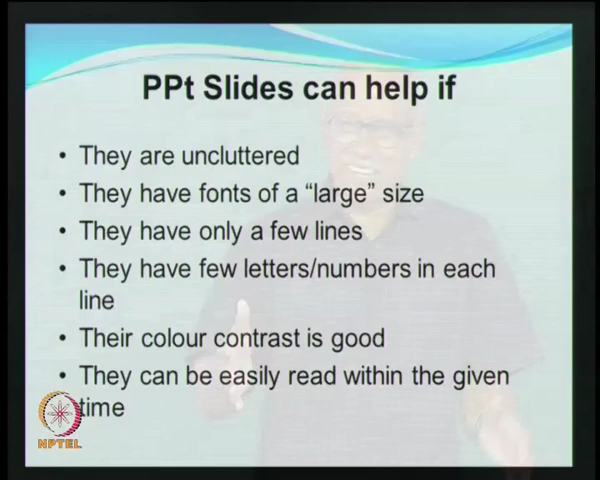 PPt Slides can help if
• They are uncluttered
• They have fonts of a “large” size
• They have only a few lines
• They have few letters/numbers in each
line
• Their colour contrast is good
• They can be easily read within the given
time
NPTEL